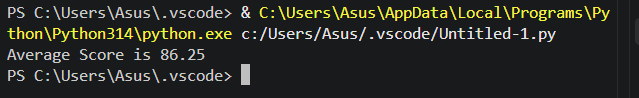 PS C:\Users\Asus\.vscode> & C:\Users\Asus\AppData\Local\Programs\Py
thon\Python314\python.exe c:/Users/Asus/.vscode/Untitled-1.py
Average Score is 86.25
PS C:\Users\Asus\.vscode>